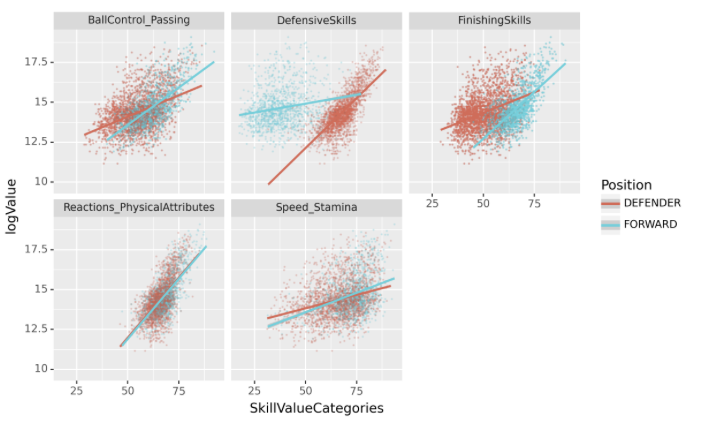 BallControl_Passing
DefensiveSkills
FinishingSkills
17.5
15
12.5
10
25
50
75
Reactions_PhysicalAttributes
Speed_Stamina
17.5
15
12.5
10
25
50
75
25
50
75
logValue
SkillValueCategories
Position
DEFENDER
FORWARD